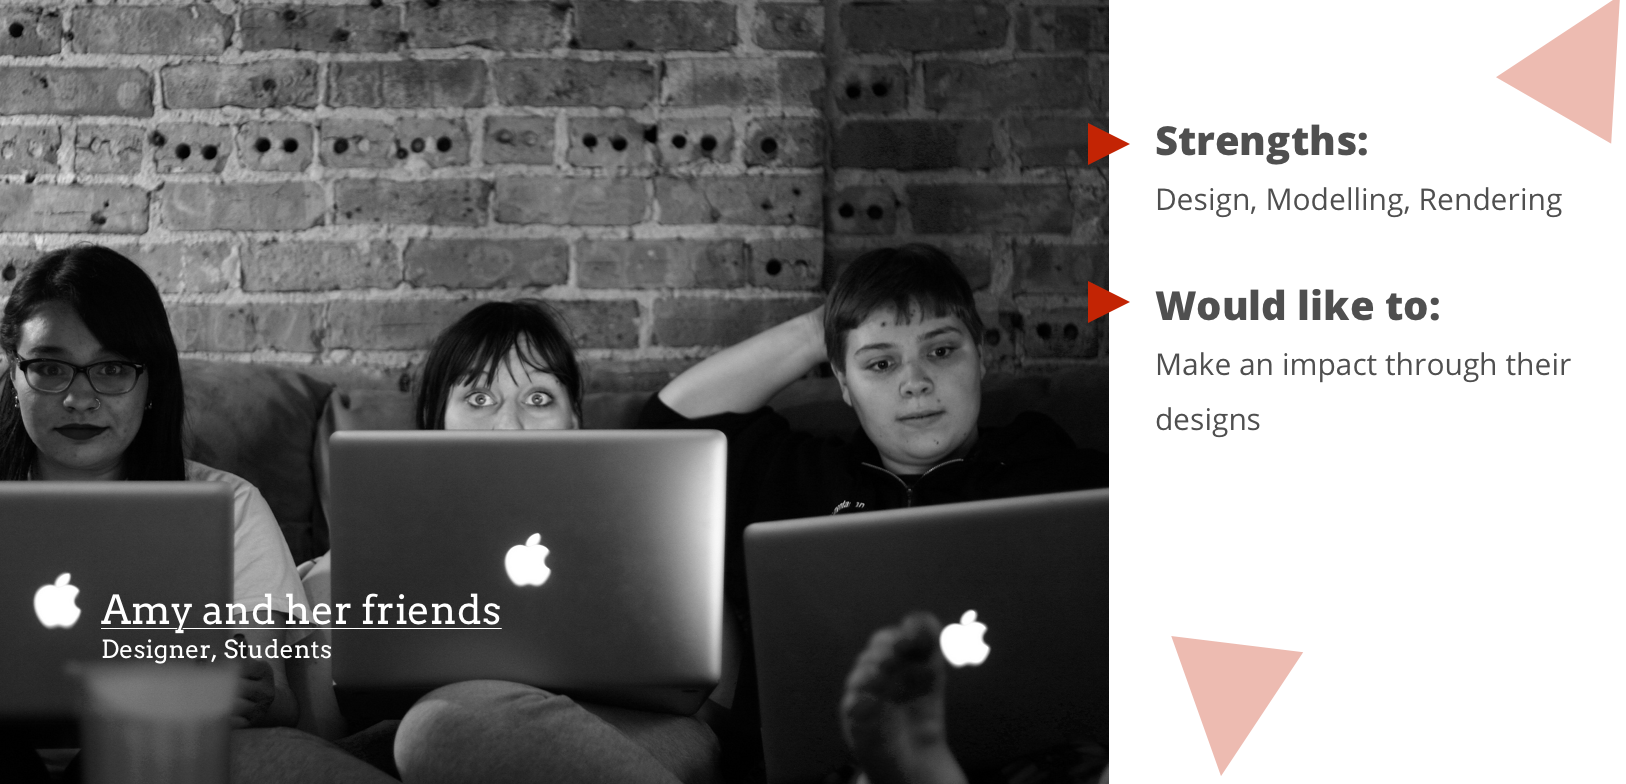 Strengths:
Design, Modelling, Rendering
Would like to:
Make an impact through their
designs
Amy and her friends
Designer, Students